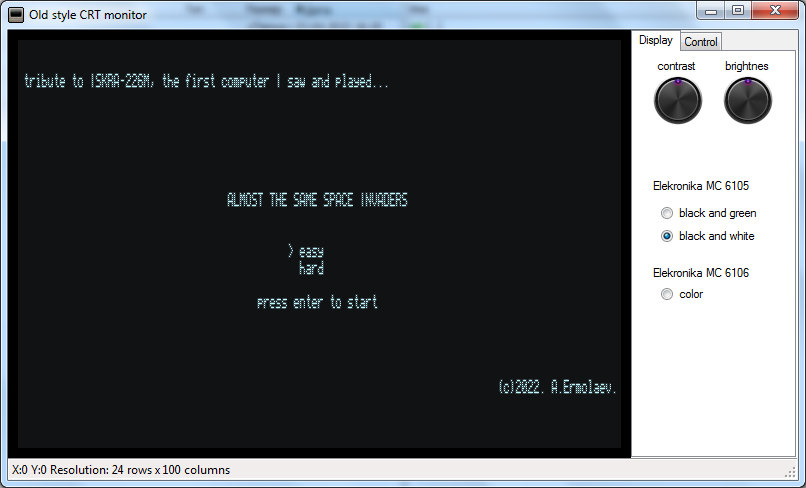 Old style CRT monitor
tribute to ISKRA-226M, the first computer I saw and played...
ALMOST THE SAME SPACE INVADERS
> easy
hard
press enter to start
(c)2022. A.Ermolaev.
Display Control
contrast brightnes
Elekronika MC 6105
black and green
black and white
Elekronika MC 6106
color
X:0 Y:0 Resolution: 24 rows x 100 columns